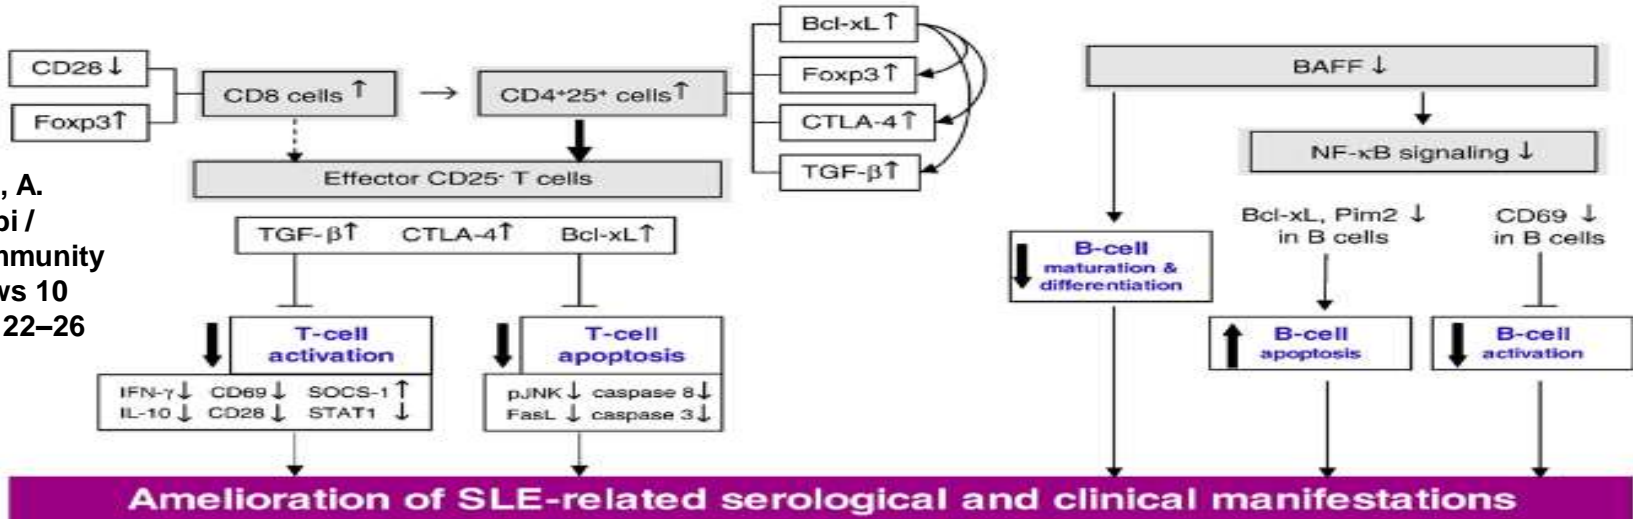 CD28 ↓
Foxp3↑
CD8 cells ↑
→
CD4⁺25⁺ cells↑
Bcl-xL↑
Foxp3↑
CTLA-4↑
TGF-β↑
Effector CD25⁻ T cells
TGF-β↑ CTLA-4↑ Bcl-xL↑
T-cell
activation
IFN-γ↓ CD69↓ SOCS-1↑
IL-10↓ CD28↓ STAT1 ↓
T-cell
apoptosis
pJNK↓ caspase 8↓
FasL ↓ caspase 3↓
, A.
pi /
mmunity
ws 10
22–26
BAFF ↓
NF-κB signaling ↓
Bcl-xL, Pim2 ↓
in B cells
CD69 ↓
in B cells
B-cell
maturation &
differentiation
B-cell
apoptosis
B-cell
activation
Amelioration of SLE-related serological and clinical manifestations